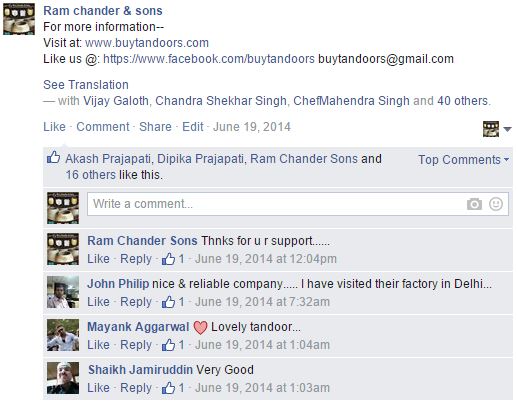 Ram chander & sons
For more information--
Visit at: www.buytandoors.com
Like us @: https://www.facebook.com/buytandoors buytandoors@gmail.com
See Translation
— with Vijay Galoth, Chandra Shekhar Singh, ChefMahendra Singh and 40 others.
Like · Comment · Share · Edit · June 19, 2014
Akash Prajapati, Dipika Prajapati, Ram Chander Sons and
16 others like this.
Top Comments
Write a comment...
Ram Chander Sons Thnks for u r support......
Like · Reply · 1 · June 19, 2014 at 12:04pm
John Philip nice & reliable company..... I have visited their factory in Delhi...
Like · Reply · 1 · June 19, 2014 at 7:32am
Mayank Aggarwal Lovely tandoor...
Like · Reply · 1 · June 19, 2014 at 1:04am
Shaikh Jamiruddin Very Good
Like · Reply · 1 · June 19, 2014 at 1:03am